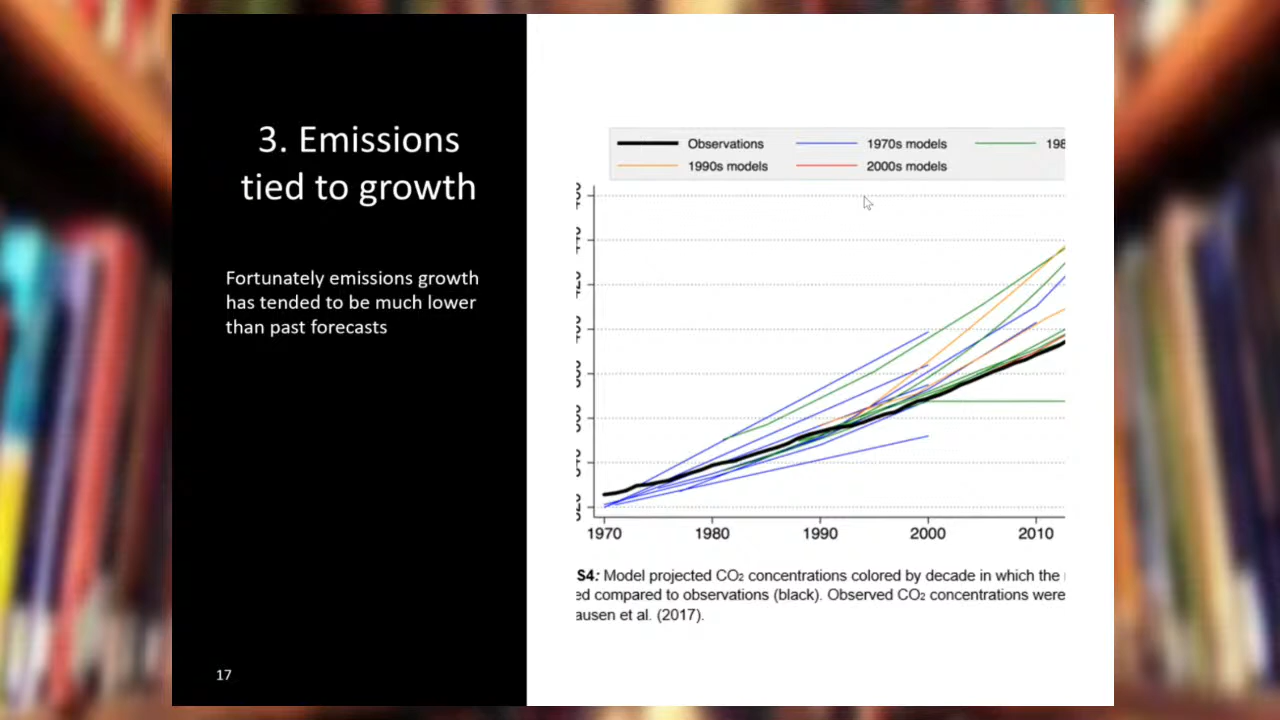 3. Emissions
tied to growth
Fortunately emissions growth
has tended to be much lower
than past forecasts
17
Observations
1970s models
198
1990s models
2000s models
1970
1980
1990
2000
2010
S4: Model projected CO₂ concentrations colored by decade in which the
ed compared to observations (black). Observed CO₂ concentrations were
ausen et al. (2017).